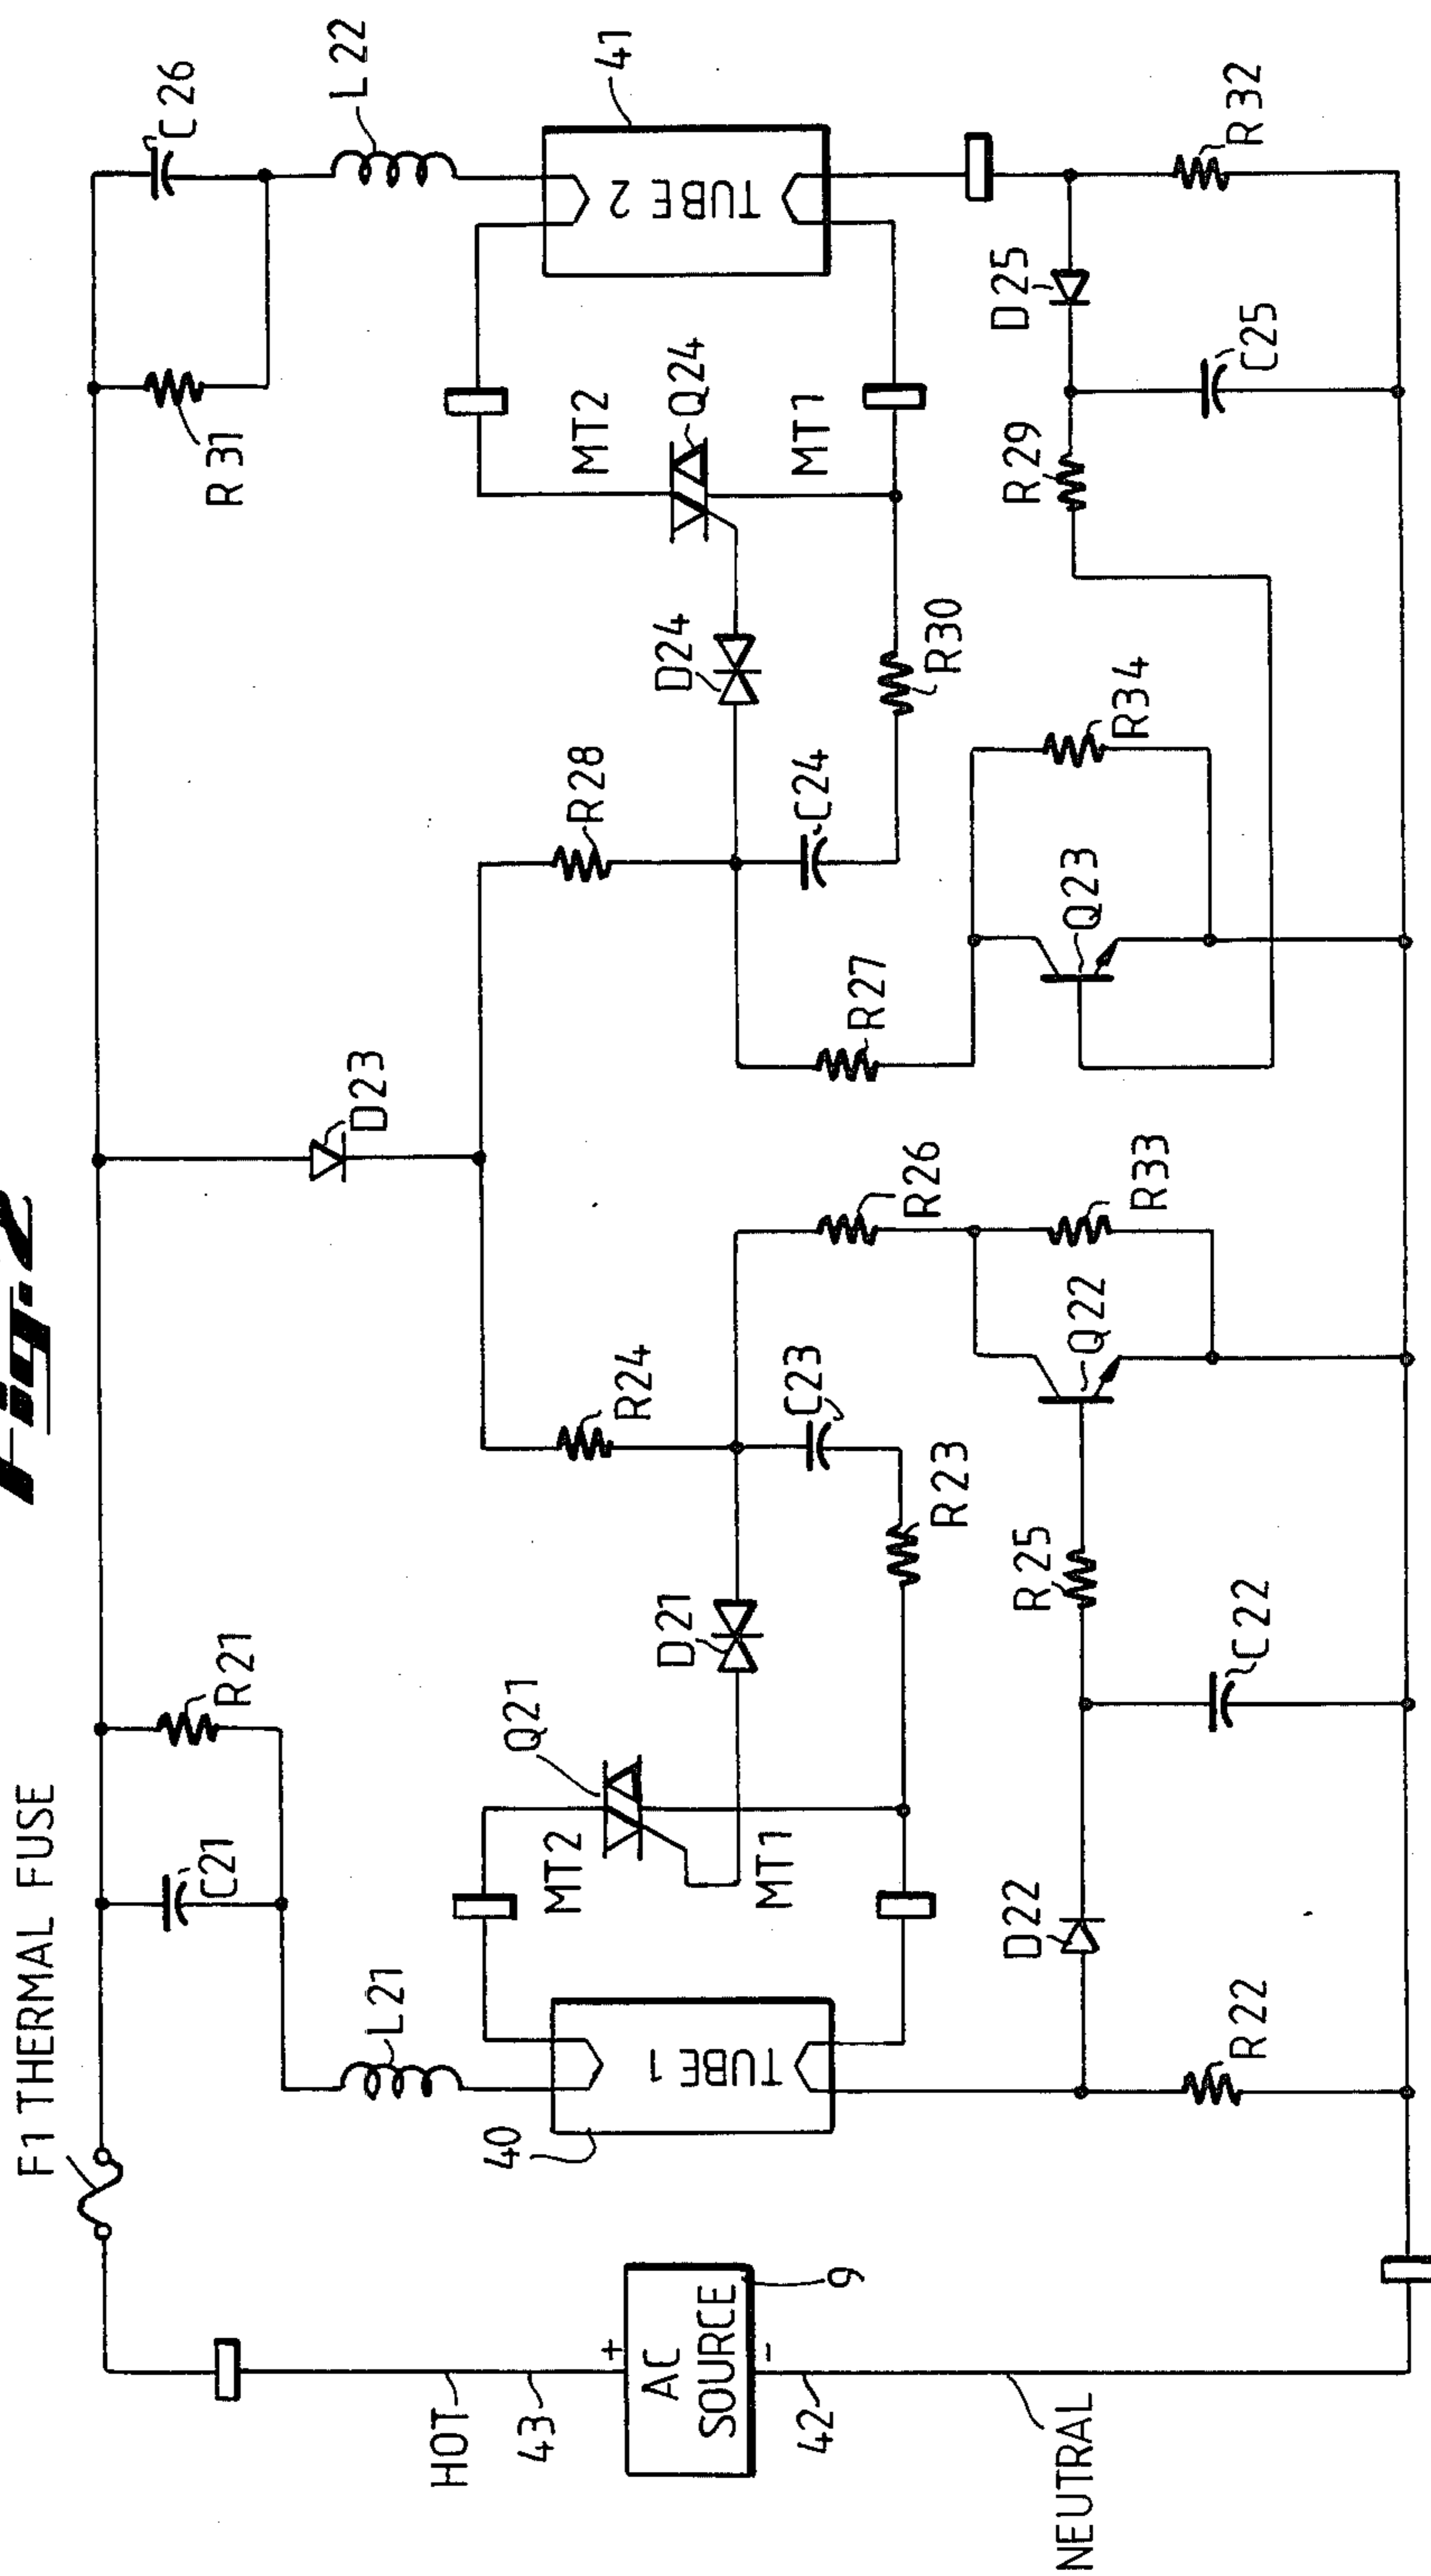 Fig. 2
F1 THERMAL FUSE
C21
R21
L21
40
TUBE 1
Q21
MT2
MT1
D21
R24
C23
R23
D23
R26
R33
Q22
R25
C22
D22
R22
HOT
43
+
AC
SOURCE
-
9
42
NEUTRAL
R31
C26
L22
41
TUBE 2
Q24
MT2
MT1
D24
R28
C24
R30
R27
Q23
R34
R29
D25
C25
R32